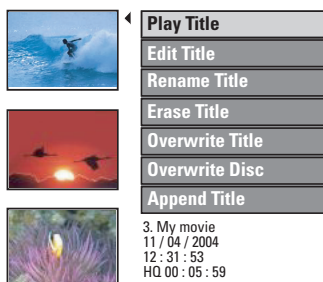 Play Title
Edit Title
Rename Title
Erase Title
Overwrite Title
Overwrite Disc
Append Title
3. My movie
11 / 04 / 2004
12 : 31 : 53
HQ 00 : 05 : 59